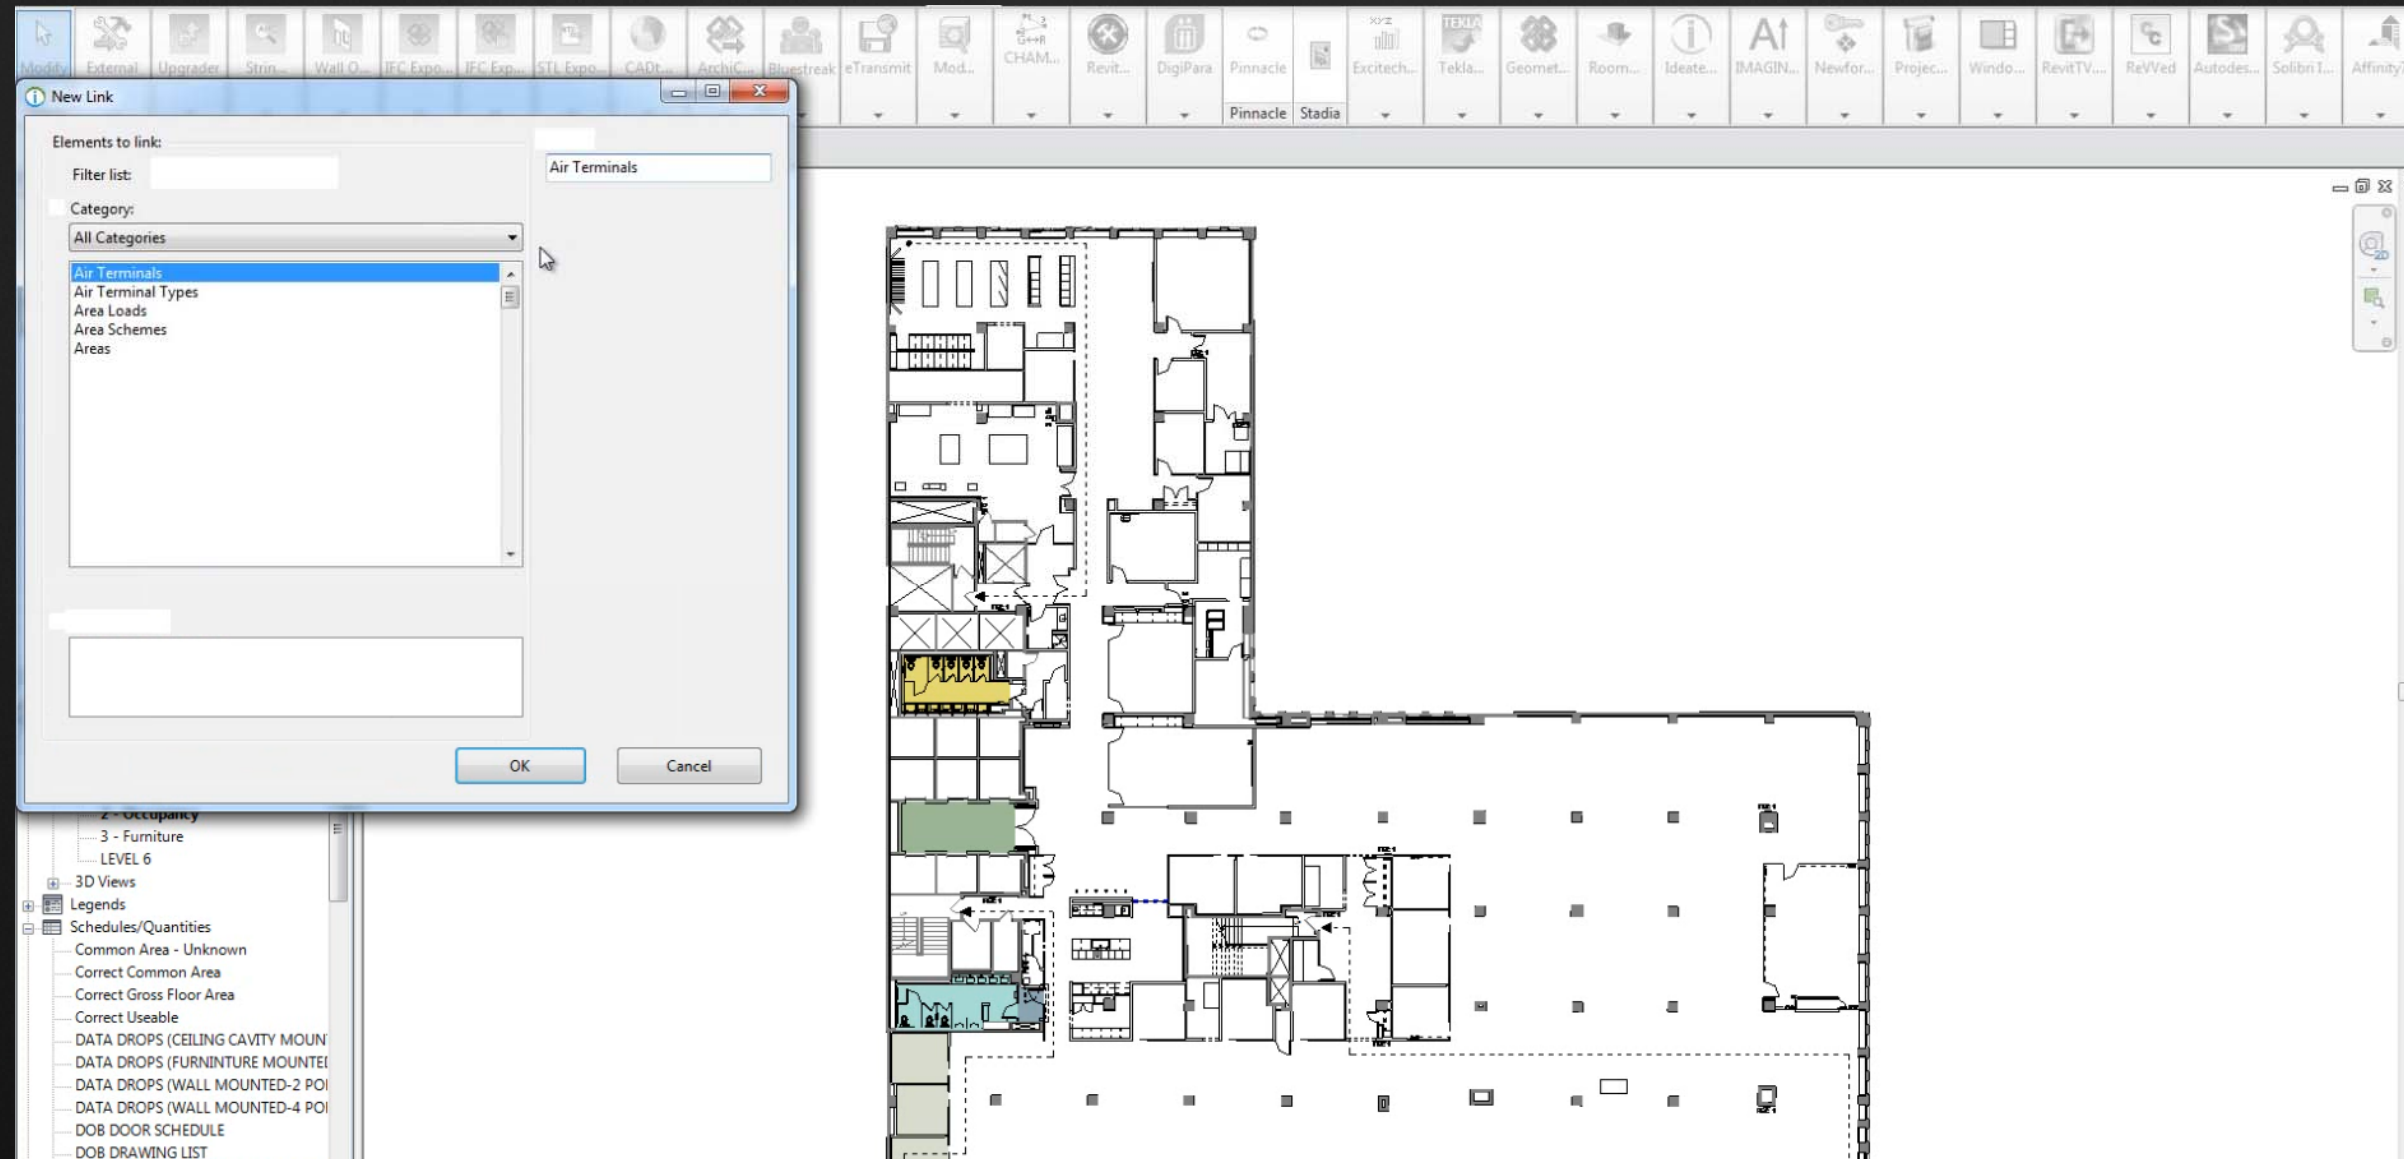 Modify External Upgrader Strin... Wall O... IFC Expo... IFC Exp... STL Expo... CADt... ArchiC... Bluestreak eTransmit Mod... CHAM... Revit... DigiPara Pinnacle Excitech... Tekla... Geomet... Room... Ideate... IMAGIN... Newfor... Projec... Windo... RevitTV... ReVVed Autodes... Solibri I... Affinity
Pinnacle Stadia
New Link
Elements to link:
Filter list:
Air Terminals
Category:
All Categories
Air Terminals
Air Terminal Types
Area Loads
Area Schemes
Areas
OK Cancel
2 - Occupancy
3 - Furniture
LEVEL 6
3D Views
Legends
Schedules/Quantities
Common Area - Unknown
Correct Common Area
Correct Gross Floor Area
Correct Useable
DATA DROPS (CEILING CAVITY MOUN
DATA DROPS (FURNINTURE MOUNTE
DATA DROPS (WALL MOUNTED-2 PO
DATA DROPS (WALL MOUNTED-4 PO
DOB DOOR SCHEDULE
DOB DRAWING LIST